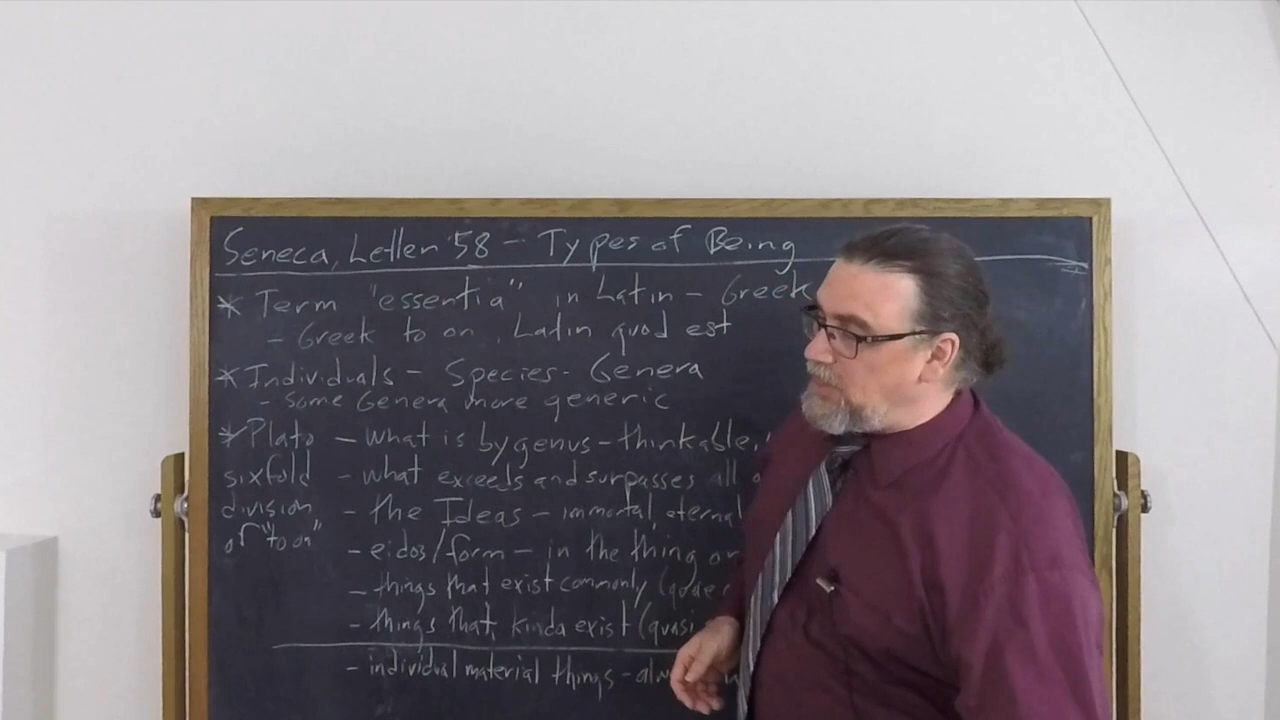 Seneca, Letter 58 - Types of Being
* Term "essentia" in Latin - Greek
- Greek to on, Latin quod est
* Individuals - Species - Genera
- some Genera more generic
* Plato - what is by genus - thinkable,
sixfold - what exceeds and surpasses all
division - the Ideas - immortal, eternal
of "to on" - eidos/form - in the thing
- things that exist commonly (
- things that kinda exist (quasi
- individual material things -